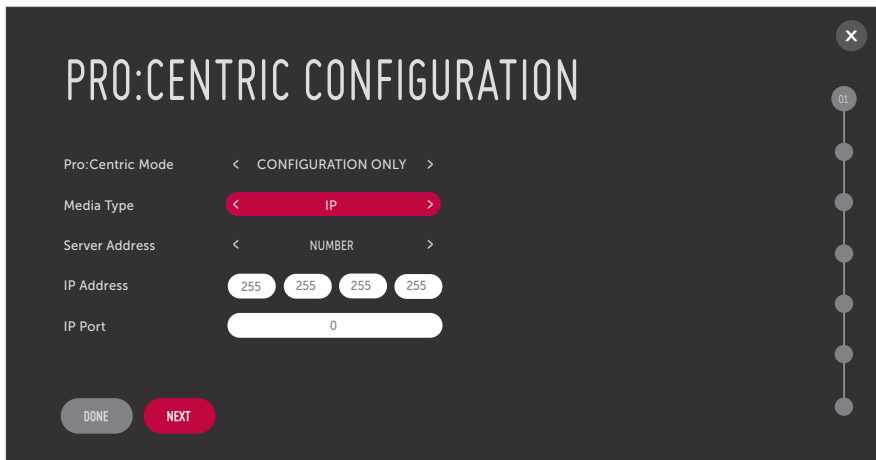 X
PRO:CENTRIC CONFIGURATION
01
Pro:Centric Mode < CONFIGURATION ONLY >
Media Type < IP >
Server Address < NUMBER >
IP Address 255 255 255 255
IP Port 0
DONE NEXT